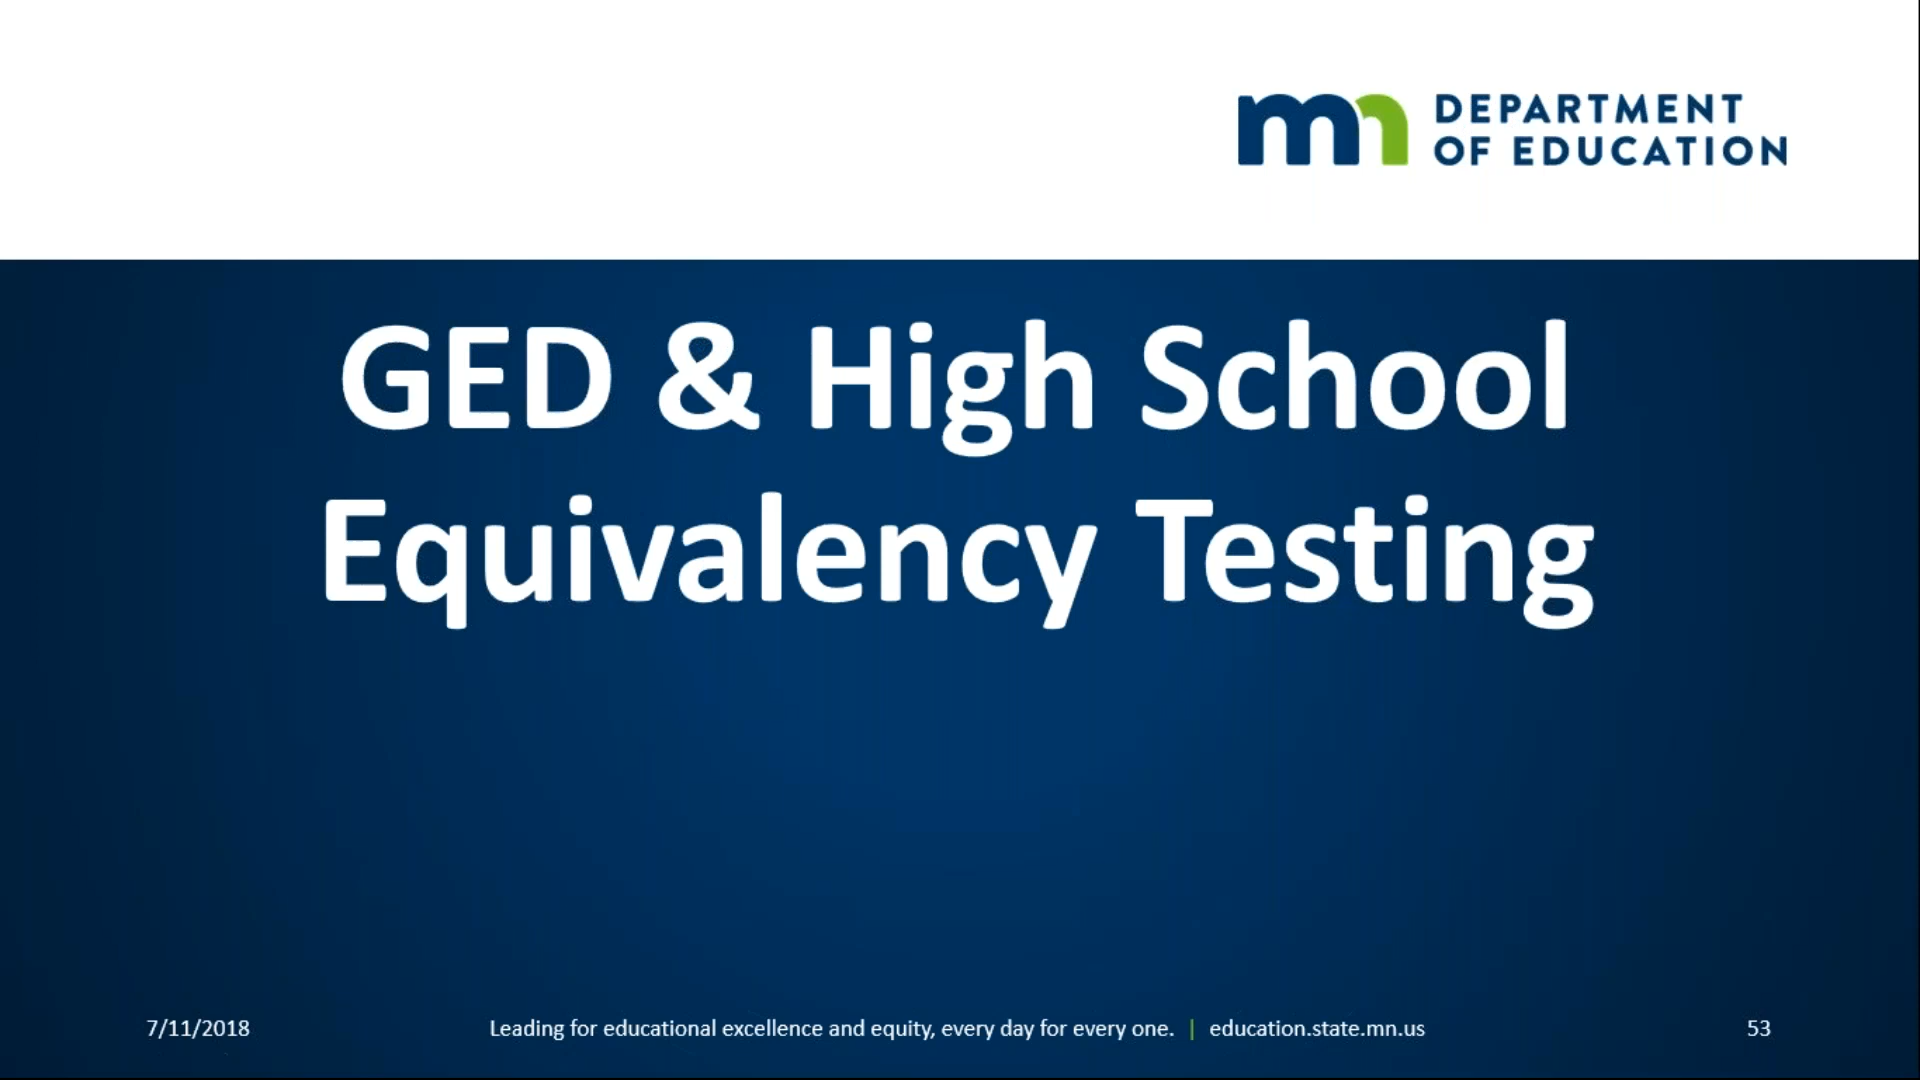 mn DEPARTMENT
OF EDUCATION
GED & High School
Equivalency Testing
7/11/2018 Leading for educational excellence and equity, every day for every one. | education.state.mn.us 53